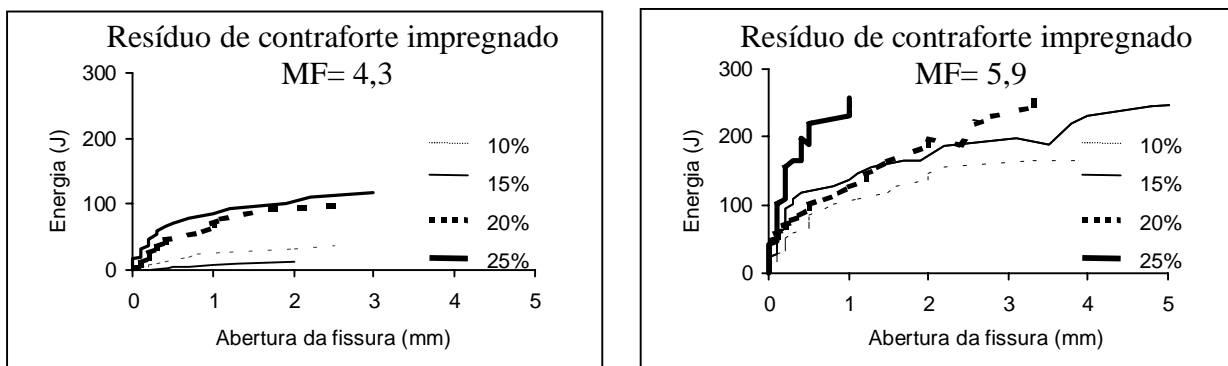 Resíduo de contraforte impregnado
MF= 4,3
300
200
100
0
Energia (J)
10%
15%
20%
25%
0 1 2 3 4 5
Abertura da fissura (mm)
Resíduo de contraforte impregnado
MF= 5,9
300
200
100
0
Energia (J)
10%
15%
20%
25%
0 1 2 3 4 5
Abertura da fissura (mm)